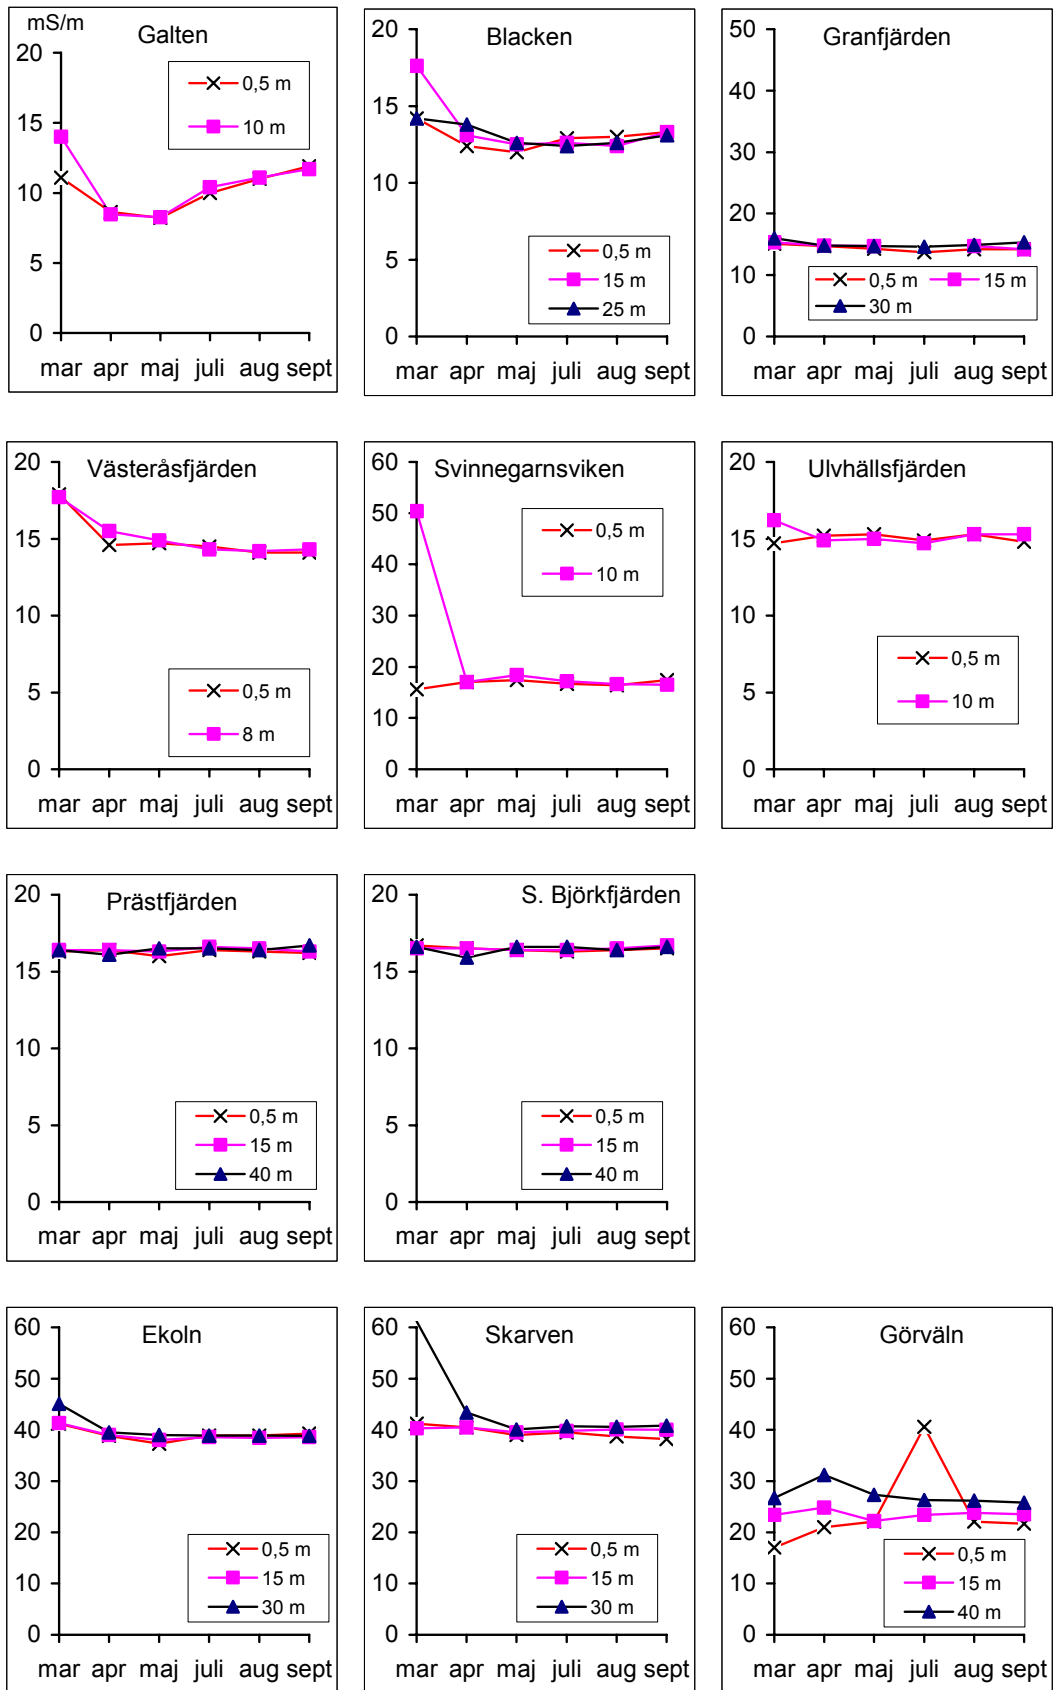 mS/m
Galten
20
15
10
5
0
0,5 m
10 m
mar apr maj juli aug sept
Blacken
20
15
10
5
0
0,5 m
15 m
25 m
mar apr maj juli aug sept
Granfjärden
50
40
30
20
10
0
0,5 m 15 m
30 m
mar apr maj juli aug sept
Västeråsfjärden
20
15
10
5
0
0,5 m
8 m
mar apr maj juli aug sept
Svinnegarnsviken
60
50
40
30
20
10
0
0,5 m
10 m
mar apr maj juli aug sept
Ulvhällsfjärden
20
15
10
5
0
0,5 m
10 m
mar apr maj juli aug sept
Prästfjärden
20
15
10
5
0
0,5 m
15 m
40 m
mar apr maj juli aug sept
S. Björkfjärden
20
15
10
5
0
0,5 m
15 m
40 m
mar apr maj juli aug sept
Ekoln
60
50
40
30
20
10
0
0,5 m
15 m
30 m
mar apr maj juli aug sept
Skarven
60
50
40
30
20
10
0
0,5 m
15 m
30 m
mar apr maj juli aug sept
Görväln
60
50
40
30
20
10
0
0,5 m
15 m
40 m
mar apr maj juli aug sept